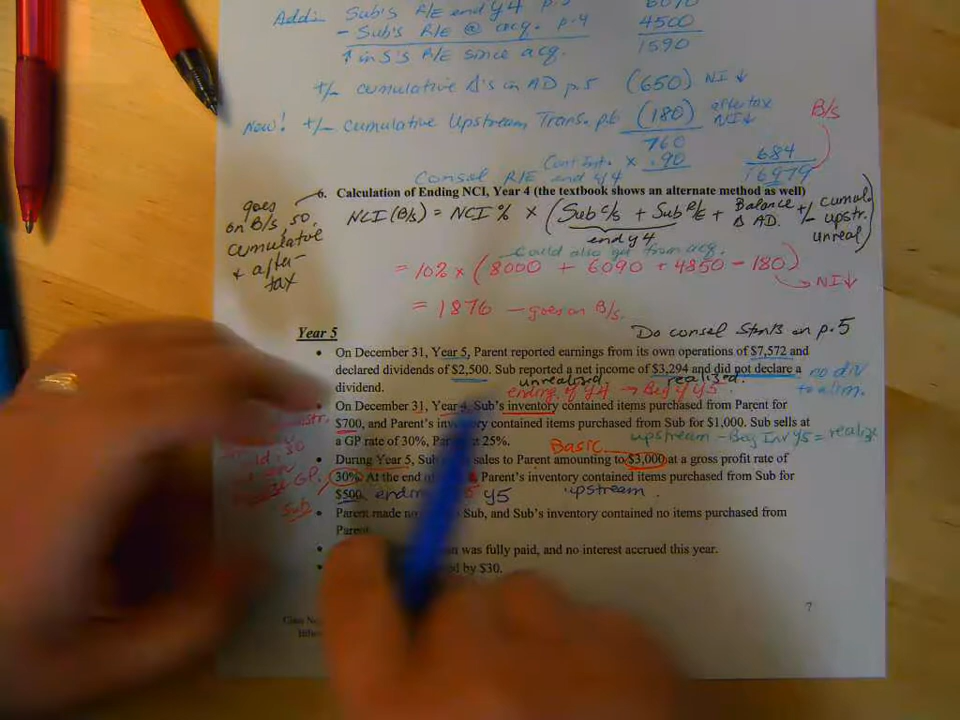 Add: Sub's R/E end Y4 p.
- Sub's R/E @ acq. p.4 4500
↑ in S's R/E since acq. 1590
+/- cumulative Δ's in AD p.5 (650) NI↓
New! +/- cumulative Upstream Trans. p.6 (180) after tax NI↓
B/S
760
Cont. Int. x .90 684
Consol R/E end Y4 16979
6. Calculation of Ending NCI, Year 4 (the textbook shows an alternate method as well)
goes on B/S, so cumulative + after-tax
NCI (B/S) = NCI % x (Sub C/S + Sub R/E + Balance AD. +/- cumul. upstr. unreal)
end Y4
Could also get from acq.
= 10% x (8000 + 6090 + 4850 - 180)
NI↓
= 1876 - goes on B/S.
Year 5
Do consol starts on p.5
• On December 31, Year 5, Parent reported earnings from its own operations of $7,572 and
declared dividends of $2,500. Sub reported a net income of $3,294 and did not declare a
dividend.
no div to elim.
unrealized realized.
ending of Y4 → Beg of Y5
• On December 31, Year 4, Sub's inventory contained items purchased from Parent for
$700, and Parent's inventory contained items purchased from Sub for $1,000. Sub sells at
a GP rate of 30%, 25%.
upstream - Beg Inv Y5 = realiz
Basic
• During Year 5, sales to Parent amounting to $3,000 at a gross profit rate of
30%. At the end Parent's inventory contained items purchased from Sub for
$500. Y5 upstream
GP.
Sub
• Parent made Sub, and Sub's inventory contained no items purchased from
Parent
• was fully paid, and no interest accrued this year.
• by $30.
7